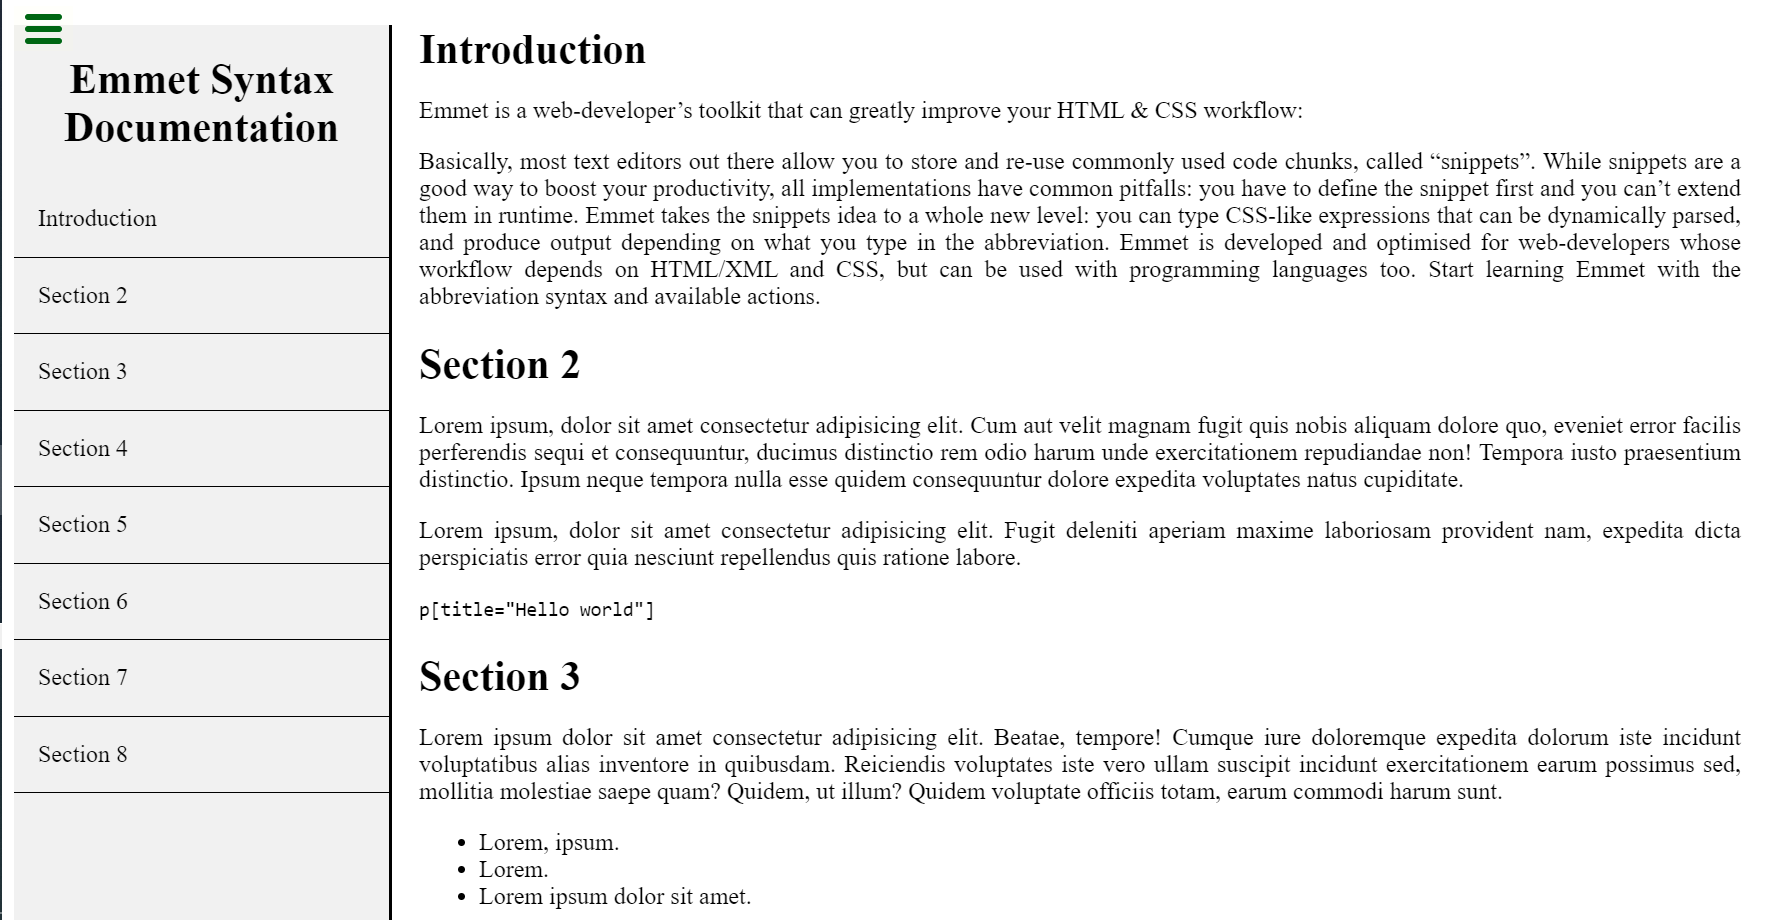 Emmet Syntax
Documentation
Introduction
Section 2
Section 3
Section 4
Section 5
Section 6
Section 7
Section 8
Introduction
Emmet is a web-developer’s toolkit that can greatly improve your HTML & CSS workflow:
Basically, most text editors out there allow you to store and re-use commonly used code chunks, called “snippets”. While snippets are a
good way to boost your productivity, all implementations have common pitfalls: you have to define the snippet first and you can’t extend
them in runtime. Emmet takes the snippets idea to a whole new level: you can type CSS-like expressions that can be dynamically parsed,
and produce output depending on what you type in the abbreviation. Emmet is developed and optimised for web-developers whose
workflow depends on HTML/XML and CSS, but can be used with programming languages too. Start learning Emmet with the
abbreviation syntax and available actions.
Section 2
Lorem ipsum, dolor sit amet consectetur adipisicing elit. Cum aut velit magnam fugit quis nobis aliquam dolore quo, eveniet error facilis
perferendis sequi et consequuntur, ducimus distinctio rem odio harum unde exercitationem repudiandae non! Tempora iusto praesentium
distinctio. Ipsum neque tempora nulla esse quidem consequuntur dolore expedita voluptates natus cupiditate.
Lorem ipsum, dolor sit amet consectetur adipisicing elit. Fugit deleniti aperiam maxime laboriosam provident nam, expedita dicta
perspiciatis error quia nesciunt repellendus quis ratione labore.
p[title="Hello world"]
Section 3
Lorem ipsum dolor sit amet consectetur adipisicing elit. Beatae, tempore! Cumque iure doloremque expedita dolorum iste incidunt
voluptatibus alias inventore in quibusdam. Reiciendis voluptates iste vero ullam suscipit incidunt exercitationem earum possimus sed,
mollitia molestiae saepe quam? Quidem, ut illum? Quidem voluptate officiis totam, earum commodi harum sunt.
• Lorem, ipsum.
• Lorem.
• Lorem ipsum dolor sit amet.